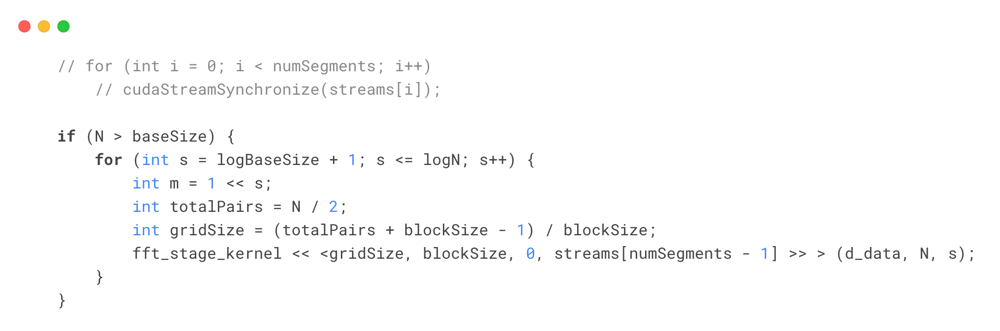 // for (int i = 0; i < numSegments; i++)
    // cudaStreamSynchronize(streams[i]);

if (N > baseSize) {
    for (int s = logBaseSize + 1; s <= logN; s++) {
        int m = 1 << s;
        int totalPairs = N / 2;
        int gridSize = (totalPairs + blockSize - 1) / blockSize;
        fft_stage_kernel << <gridSize, blockSize, 0, streams[numSegments - 1] >> > (d_data, N, s);
    }
}